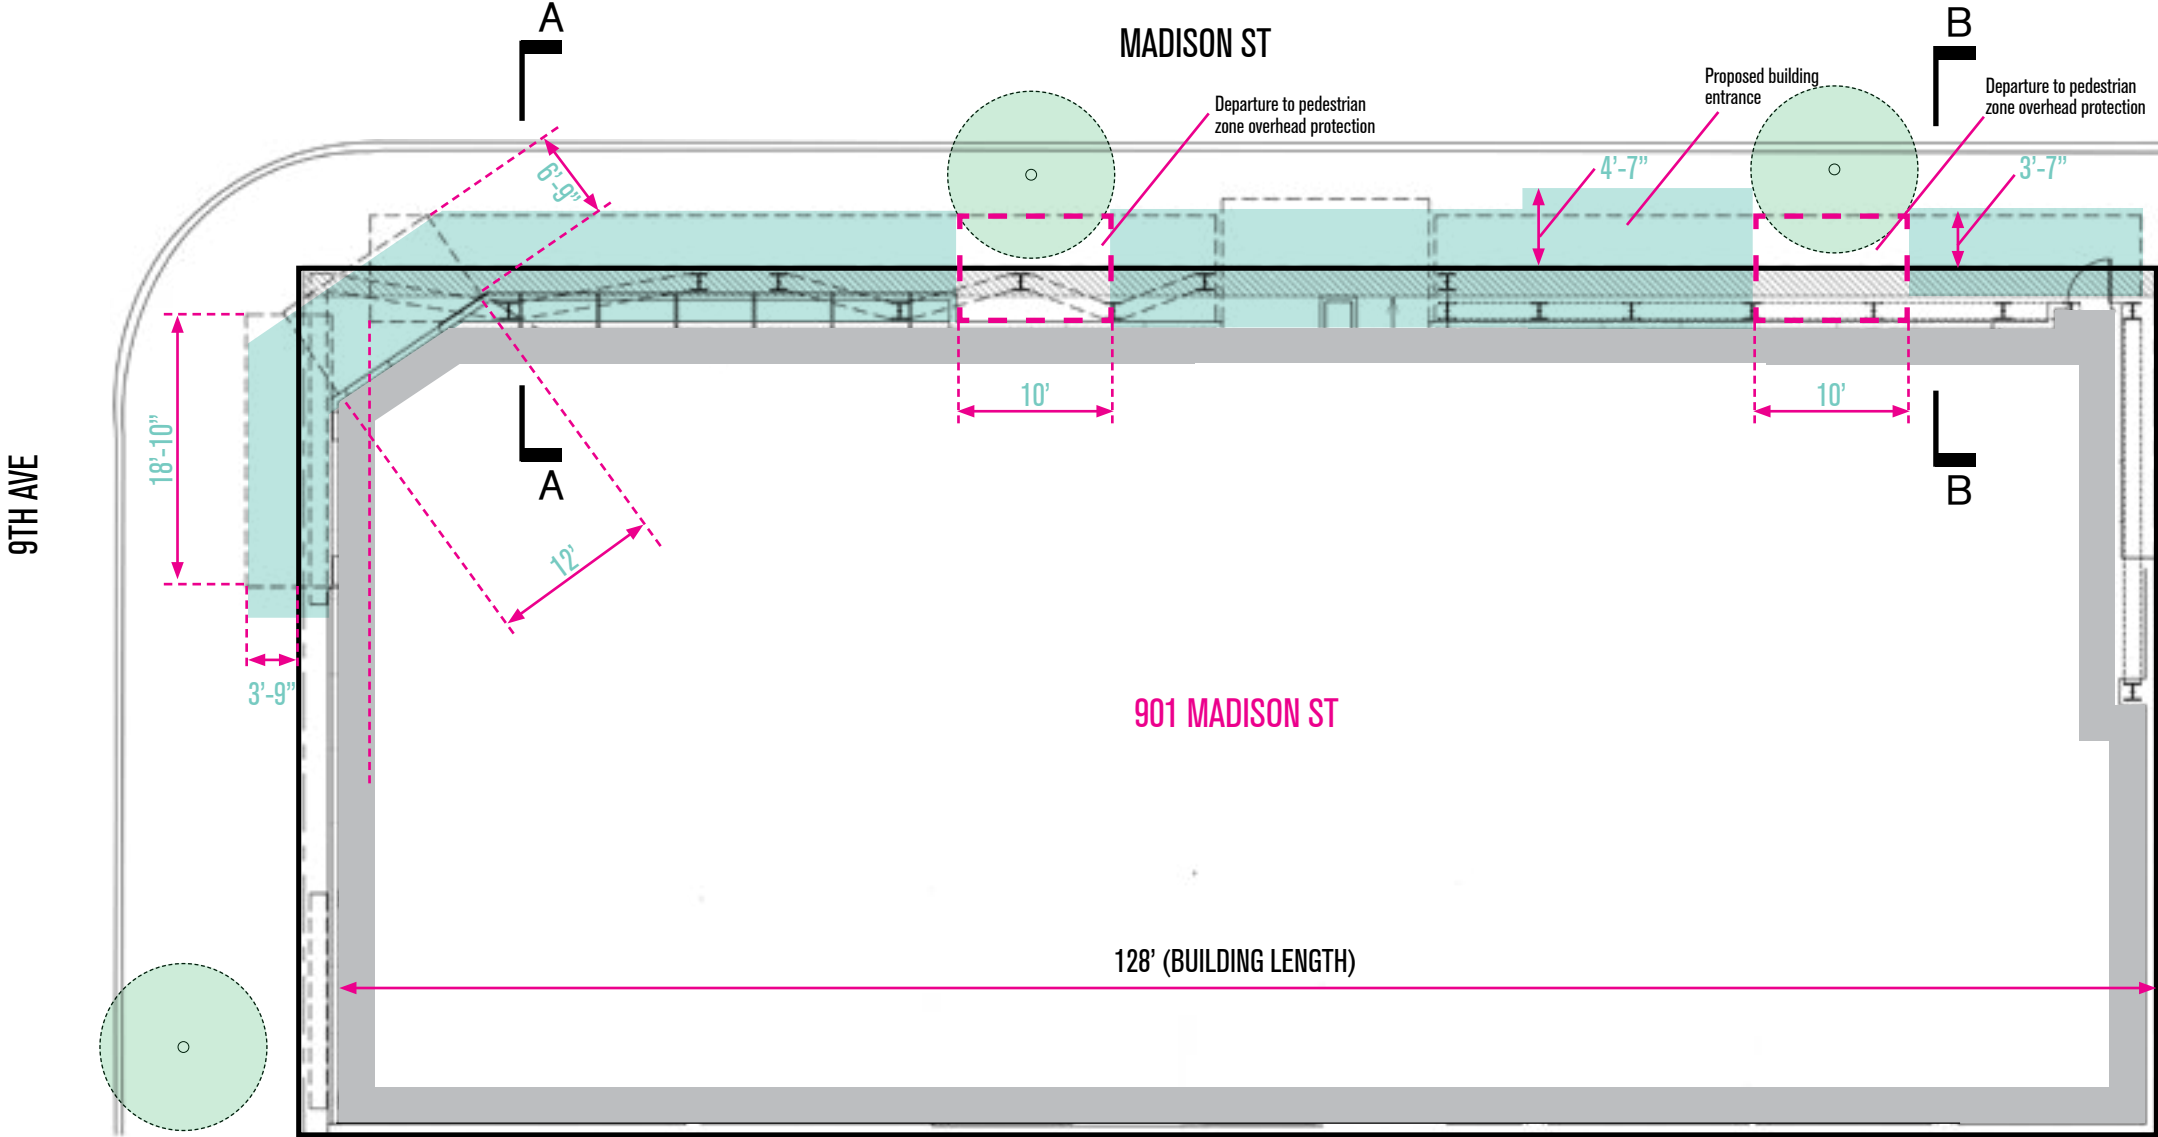 A
MADISON ST
B
Proposed building
entrance
Departure to pedestrian
zone overhead protection
Departure to pedestrian
zone overhead protection
6’-9”
4’-7”
3’-7”
10’
10’
18’-10”
9TH AVE
A
B
12’
3’-9”
901 MADISON ST
128’ (BUILDING LENGTH)